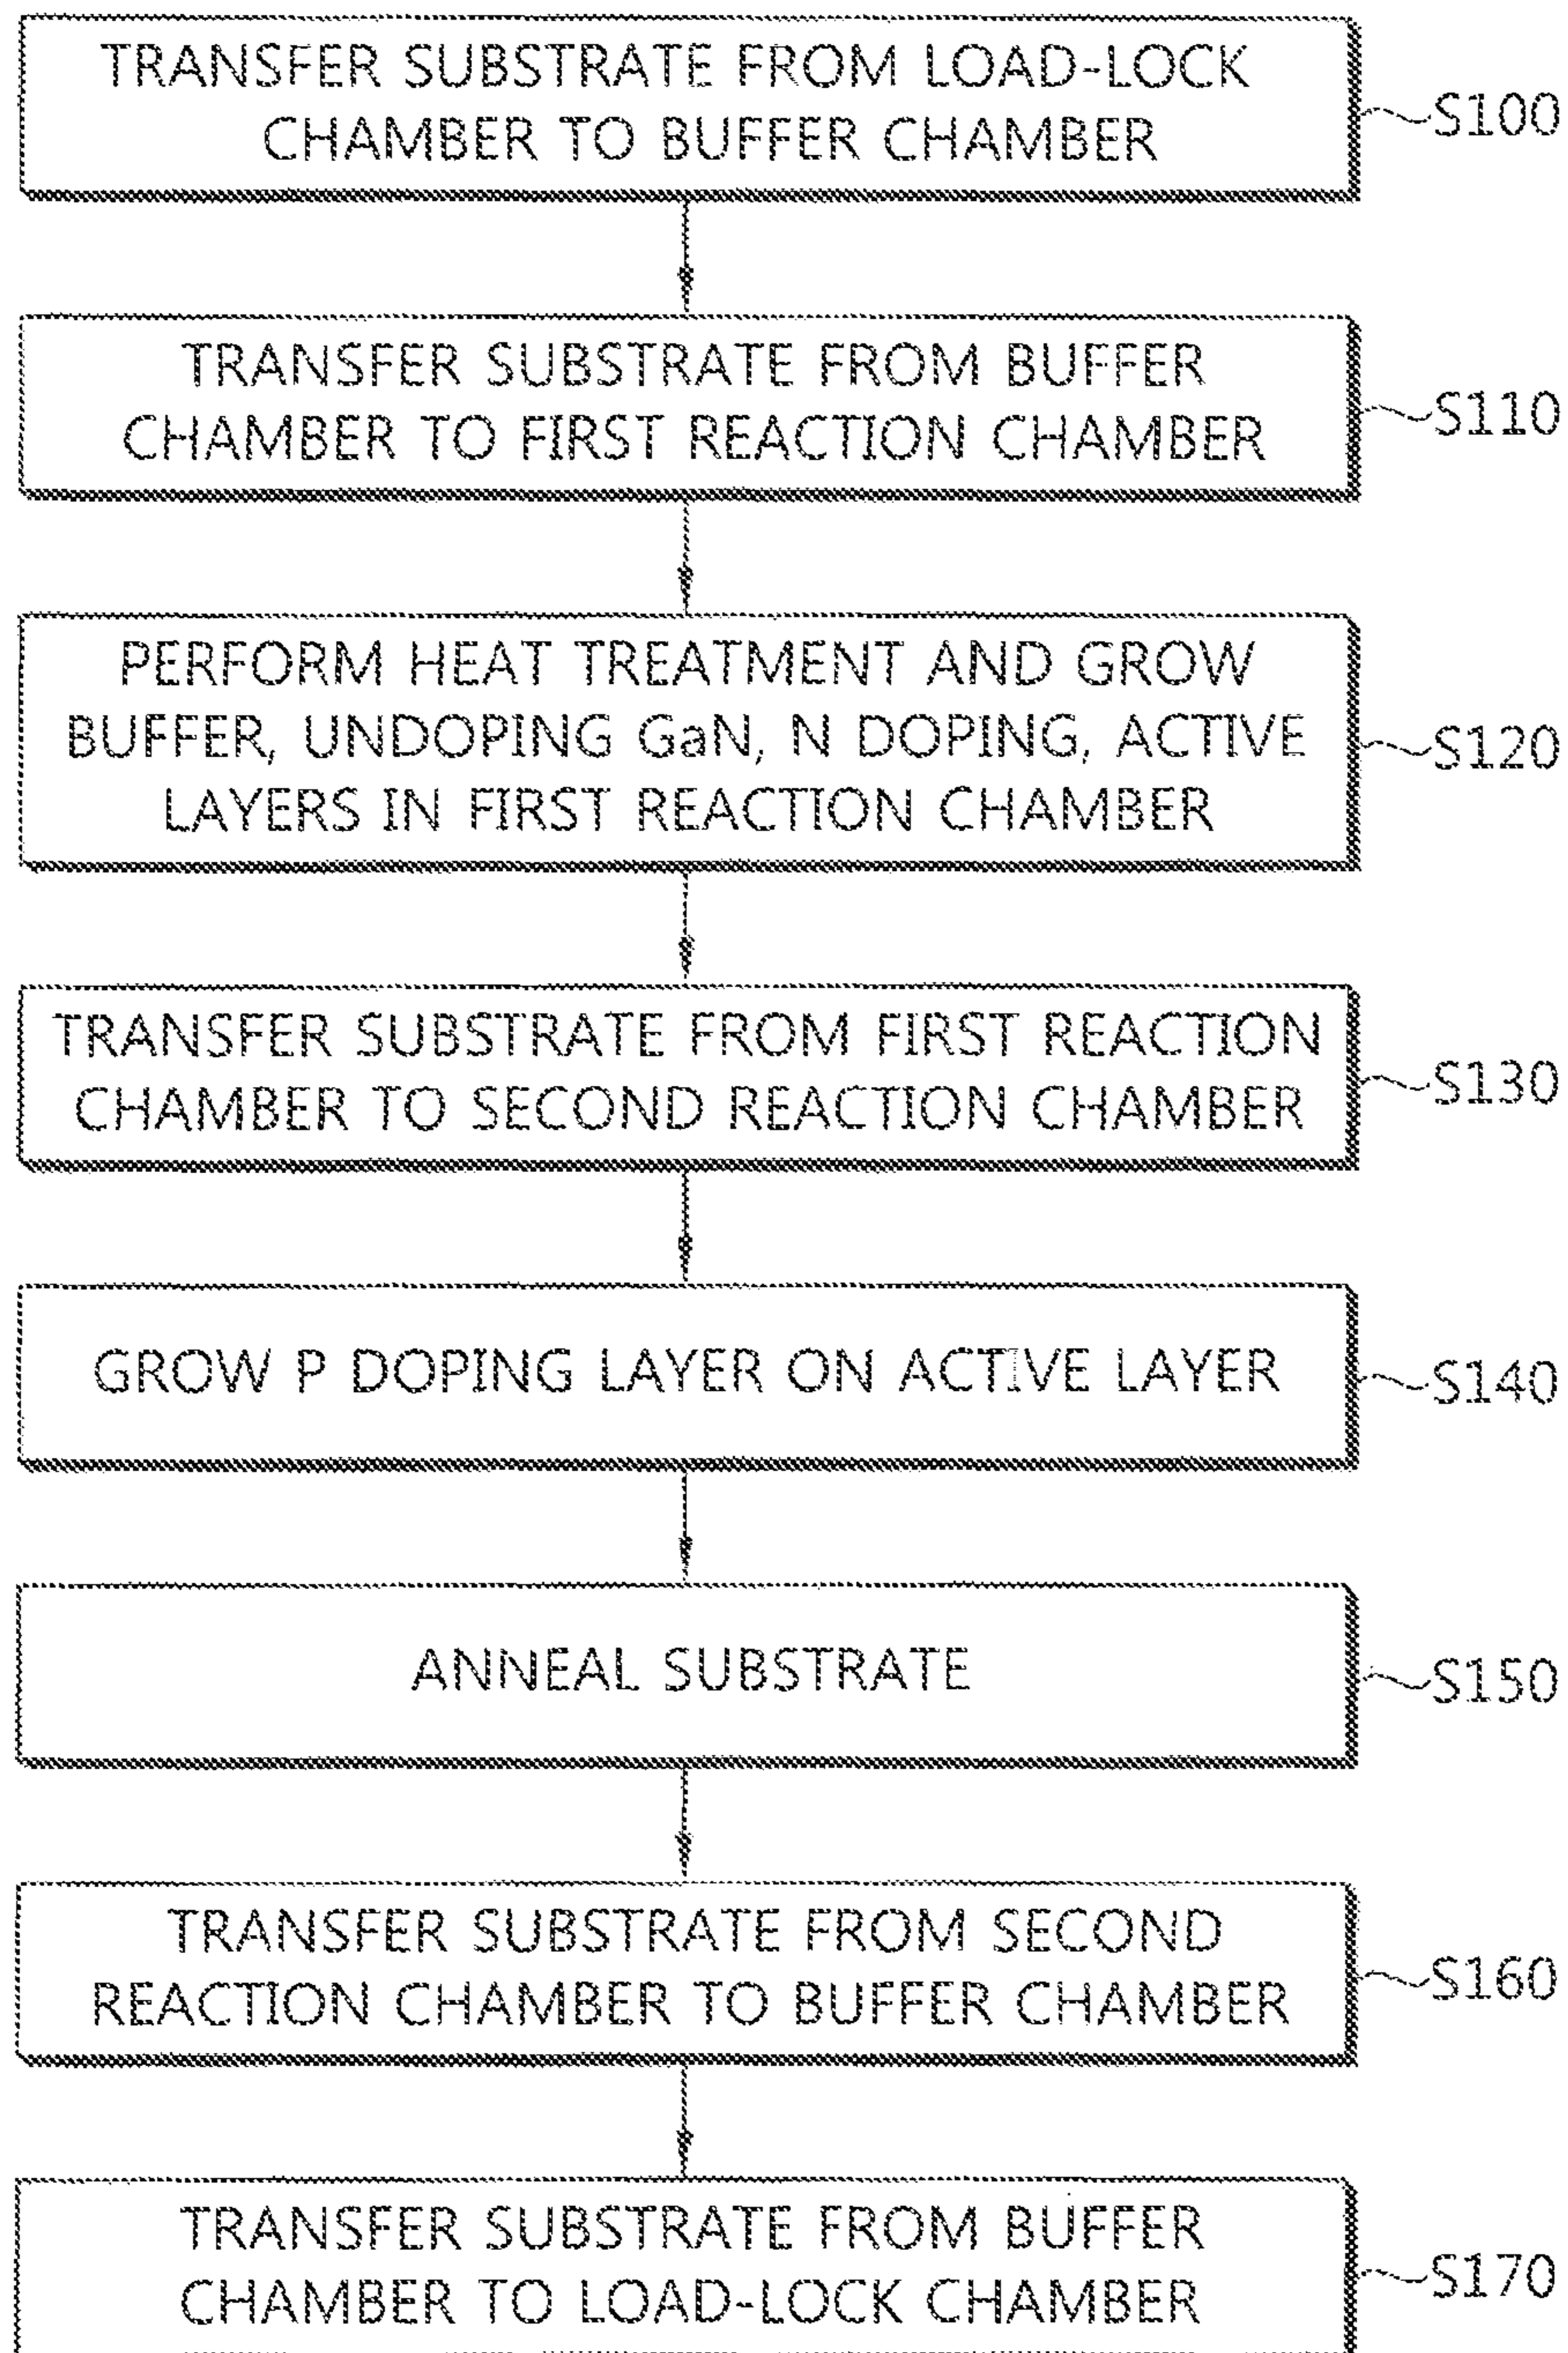 TRANSFER SUBSTRATE FROM LOAD-LOCK
CHAMBER TO BUFFER CHAMBER
S100
TRANSFER SUBSTRATE FROM BUFFER
CHAMBER TO FIRST REACTION CHAMBER
S110
PERFORM HEAT TREATMENT AND GROW
BUFFER, UNDOPING GaN, N DOPING, ACTIVE
LAYERS IN FIRST REACTION CHAMBER
S120
TRANSFER SUBSTRATE FROM FIRST REACTION
CHAMBER TO SECOND REACTION CHAMBER
S130
GROW P DOPING LAYER ON ACTIVE LAYER
S140
ANNEAL SUBSTRATE
S150
TRANSFER SUBSTRATE FROM SECOND
REACTION CHAMBER TO BUFFER CHAMBER
S160
TRANSFER SUBSTRATE FROM BUFFER
CHAMBER TO LOAD-LOCK CHAMBER
S170